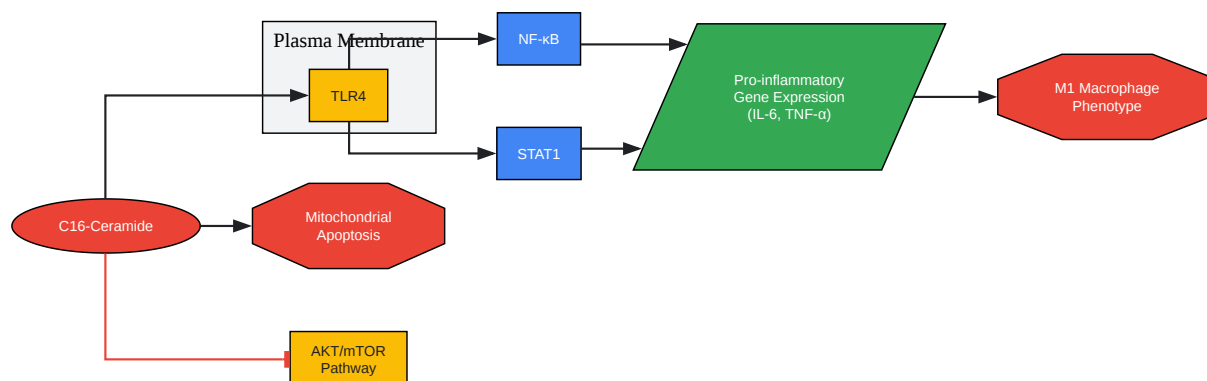 Plasma Membrane
NF-κB
TLR4
Pro-inflammatory
Gene Expression
(IL-6, TNF-α)
M1 Macrophage
Phenotype
STAT1
C16-Ceramide
Mitochondrial
Apoptosis
AKT/mTOR
Pathway